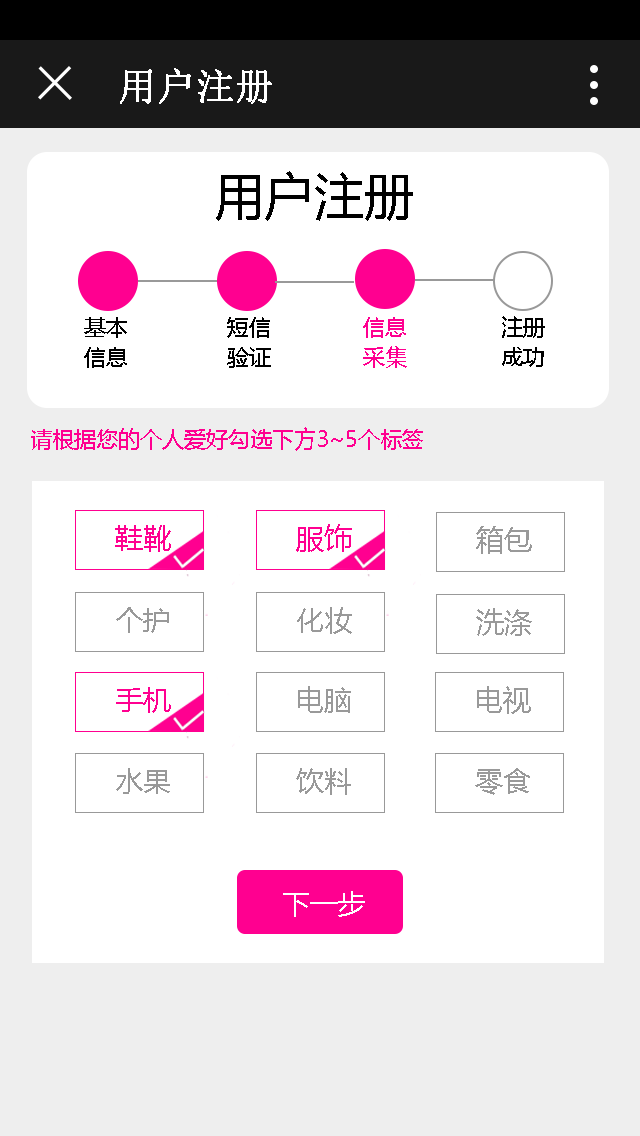 用户注册
用户注册
基本 短信 信息 注册
信息 验证 采集 成功
请根据您的个人爱好勾选下方3~5个标签
鞋靴 服饰 箱包
个护 化妆 洗涤
手机 电脑 电视
水果 饮料 零食
下一步